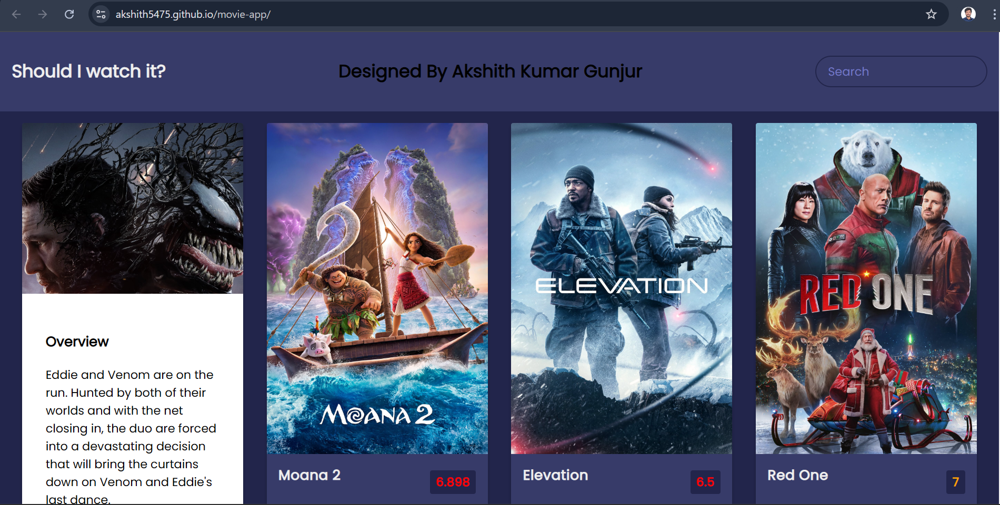 akshith5475.github.io/movie-app/
Should I watch it?
Designed By Akshith Kumar Gunjur
Search
Overview
Eddie and Venom are on the
run. Hunted by both of their
worlds and with the net
closing in, the duo are forced
into a devastating decision
that will bring the curtains
down on Venom and Eddie's
last dance.
MOANA 2
Moana 2
6.898
ELEVATION
Elevation
6.5
RED ONE
Red One
7